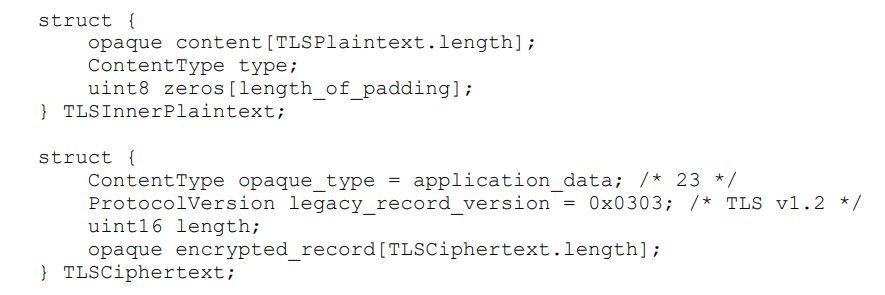 struct {
    opaque content[TLSPlaintext.length];
    ContentType type;
    uint8 zeros[length_of_padding];
} TLSInnerPlaintext;

struct {
    ContentType opaque_type = application_data; /* 23 */
    ProtocolVersion legacy_record_version = 0x0303; /* TLS v1.2 */
    uint16 length;
    opaque encrypted_record[TLSCiphertext.length];
} TLSCiphertext;